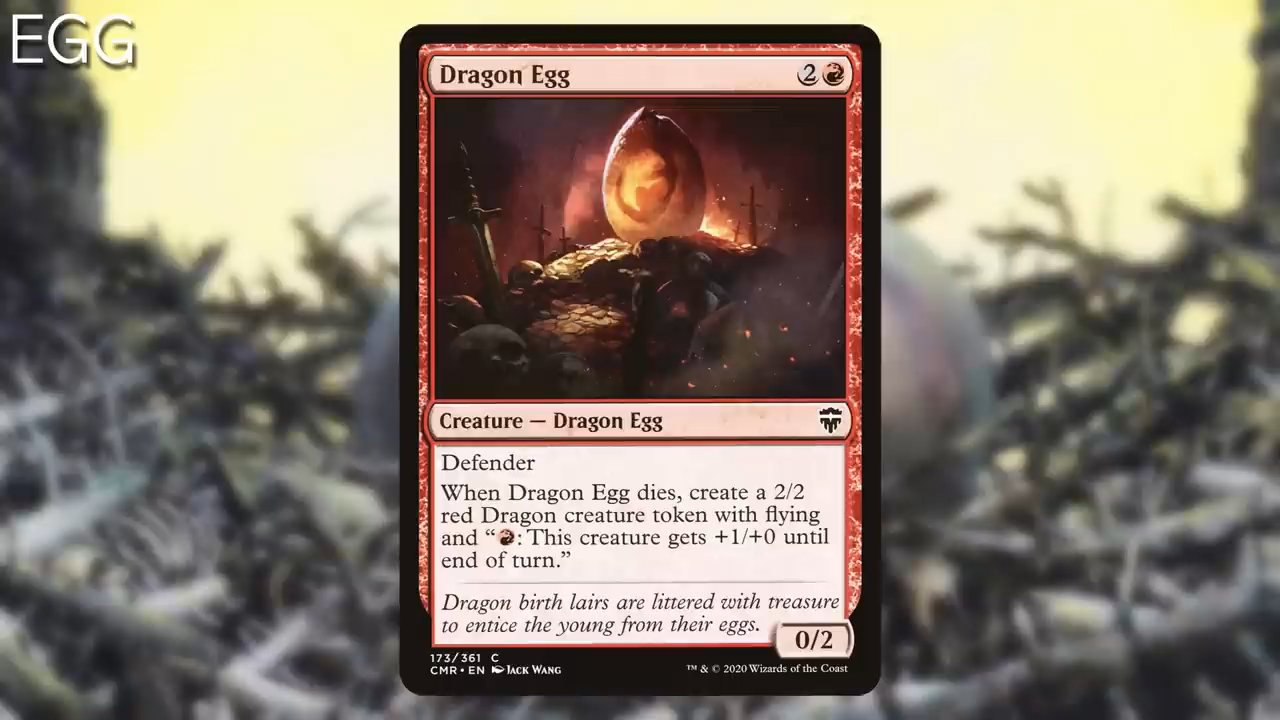 EGG
Dragon Egg 2
Creature — Dragon Egg
Defender
When Dragon Egg dies, create a 2/2
red Dragon creature token with flying
and “ : This creature gets +1/+0 until
end of turn.”
Dragon birth lairs are littered with treasure
to entice the young from their eggs.
0/2
173/361 C
CMR • EN Jack Wang
™ & © 2020 Wizards of the Coast